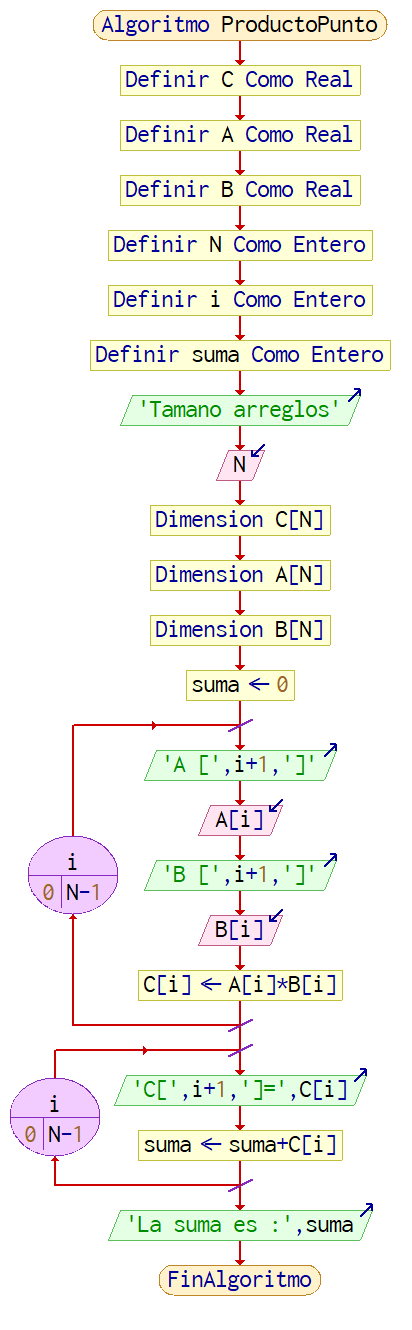 Algoritmo ProductoPunto
Definir C Como Real
Definir A Como Real
Definir B Como Real
Definir N Como Entero
Definir i Como Entero
Definir suma Como Entero
'Tamano arreglos'
N
Dimension C[N]
Dimension A[N]
Dimension B[N]
suma ← 0
'A [',i+1,']'
A[i]
i
0 N-1
'B [',i+1,']'
B[i]
C[i] ← A[i]*B[i]
i
0 N-1
'C[',i+1,']=',C[i]
suma ← suma+C[i]
'La suma es :',suma
FinAlgoritmo